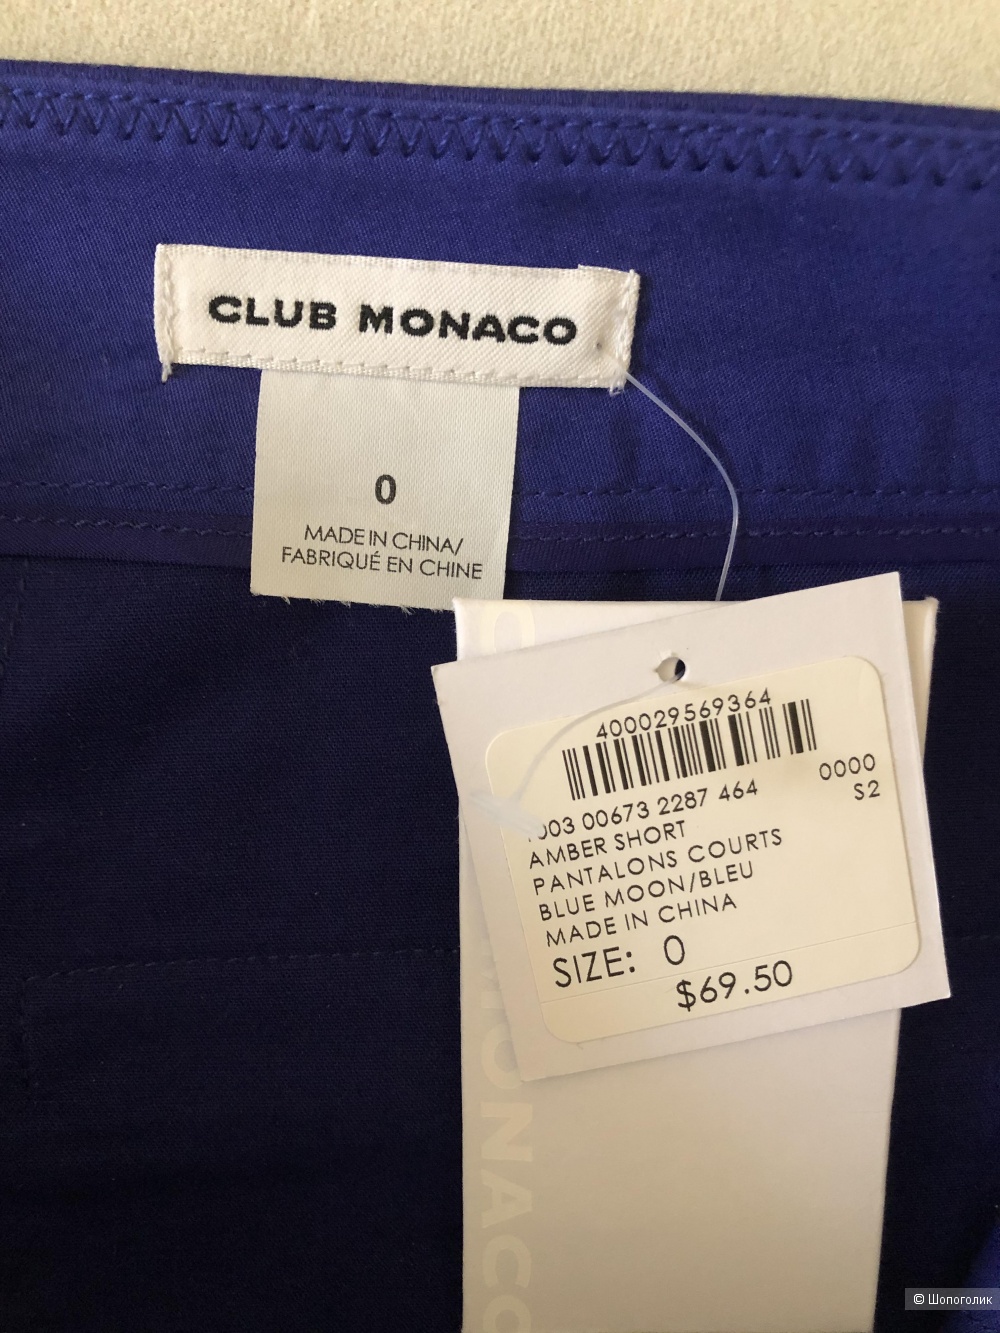 CLUB MONACO
0
MADE IN CHINA/
FABRIQUÉ EN CHINE
400029569364
003 00673 2287 464
0000
S2
AMBER SHORT
PANTALONS COURTS
BLUE MOON/BLEU
MADE IN CHINA
SIZE: 0
$69.50
MONACO
© Шопоголик